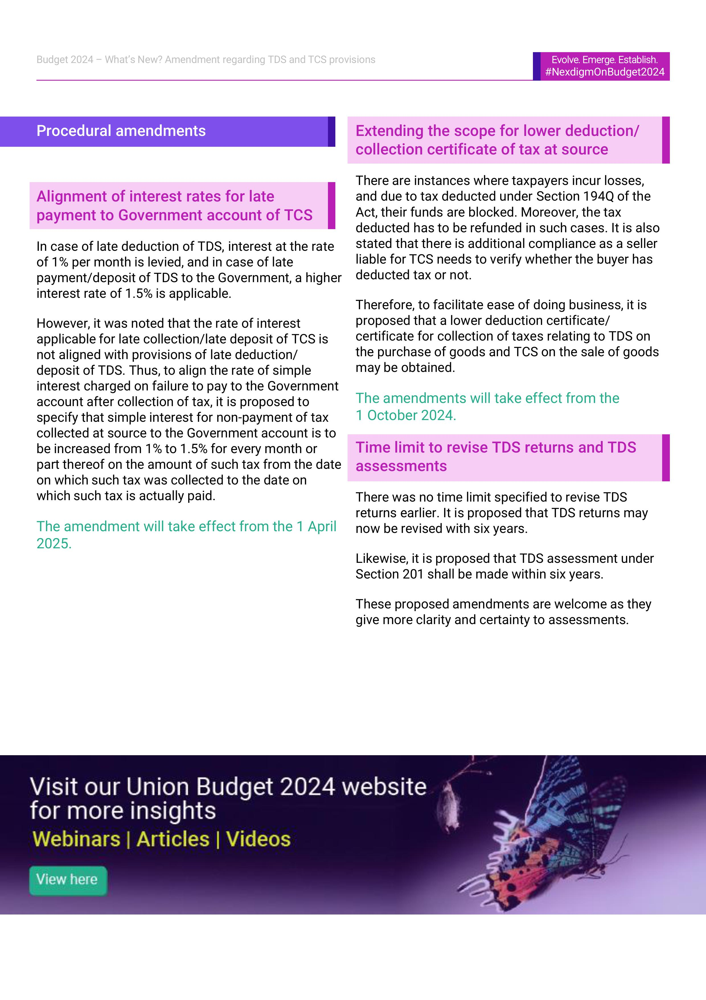 Budget 2024 – What's New? Amendment regarding TDS and TCS provisions
Evolve. Emerge. Establish.
#NexdigmOnBudget2024
Procedural amendments
Alignment of interest rates for late
payment to Government account of TCS
In case of late deduction of TDS, interest at the rate
of 1% per month is levied, and in case of late
payment/deposit of TDS to the Government, a higher
interest rate of 1.5% is applicable.
However, it was noted that the rate of interest
applicable for late collection/late deposit of TCS is
not aligned with provisions of late deduction/
deposit of TDS. Thus, to align the rate of simple
interest charged on failure to pay to the Government
account after collection of tax, it is proposed to
specify that simple interest for non-payment of tax
collected at source to the Government account is to
be increased from 1% to 1.5% for every month or
part thereof on the amount of such tax from the date
on which such tax was collected to the date on
which such tax is actually paid.
The amendment will take effect from the 1 April
2025.
Extending the scope for lower deduction/
collection certificate of tax at source
There are instances where taxpayers incur losses,
and due to tax deducted under Section 194Q of the
Act, their funds are blocked. Moreover, the tax
deducted has to be refunded in such cases. It is also
stated that there is additional compliance as a seller
liable for TCS needs to verify whether the buyer has
deducted tax or not.
Therefore, to facilitate ease of doing business, it is
proposed that a lower deduction certificate/
certificate for collection of taxes relating to TDS on
the purchase of goods and TCS on the sale of goods
may be obtained.
The amendments will take effect from the
1 October 2024.
Time limit to revise TDS returns and TDS
assessments
There was no time limit specified to revise TDS
returns earlier. It is proposed that TDS returns may
now be revised with six years.
Likewise, it is proposed that TDS assessment under
Section 201 shall be made within six years.
These proposed amendments are welcome as they
give more clarity and certainty to assessments.
Visit our Union Budget 2024 website
for more insights
Webinars | Articles | Videos
View here